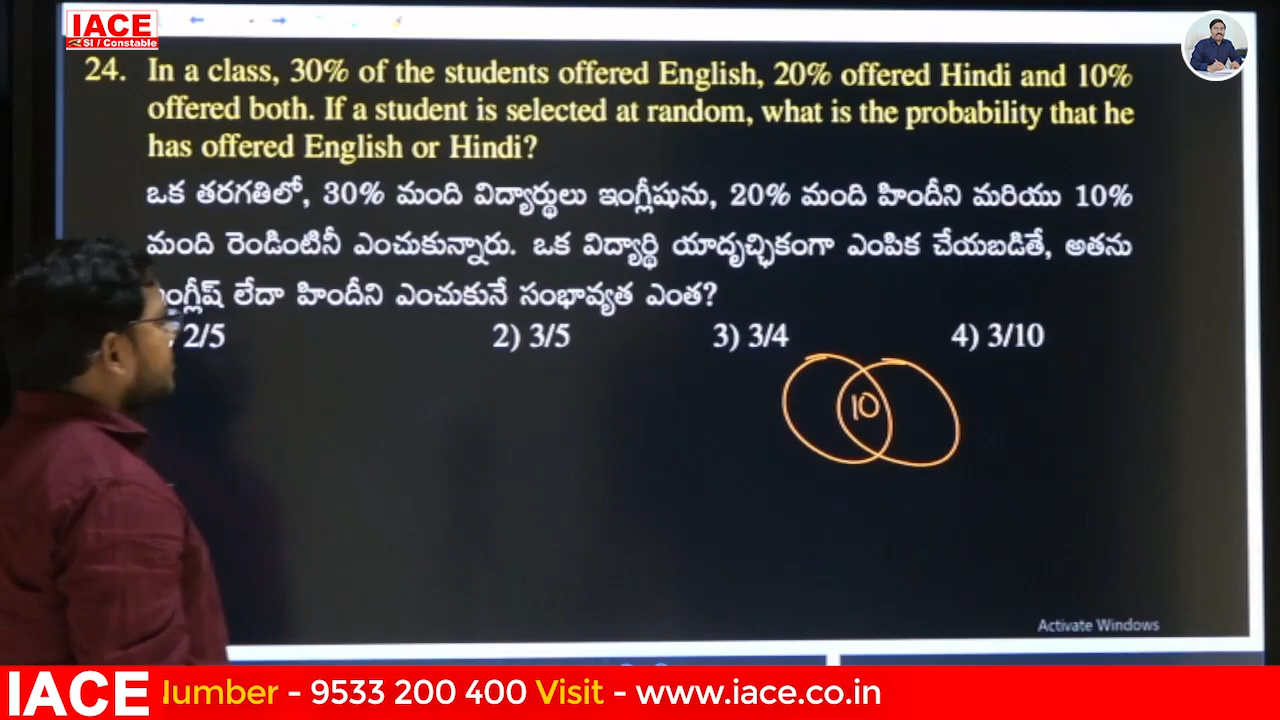 IACE
SI / Constable
24. In a class, 30% of the students offered English, 20% offered Hindi and 10%
offered both. If a student is selected at random, what is the probability that he
has offered English or Hindi?
ఒక తరగతిలో, 30% మంది విద్యార్థులు ఇంగ్లీషును, 20% మంది హిందీని మరియు 10%
మంది రెండింటినీ ఎంచుకున్నారు. ఒక విద్యార్థి యాదృచ్ఛికంగా ఎంపిక చేయబడితే, అతను
లేదా హిందీని ఎంచుకునే సంభావ్యత ఎంత?
2/5 2) 3/5 3) 3/4 4) 3/10
10
Activate Windows
IACE umber - 9533 200 400 Visit - www.iace.co.in